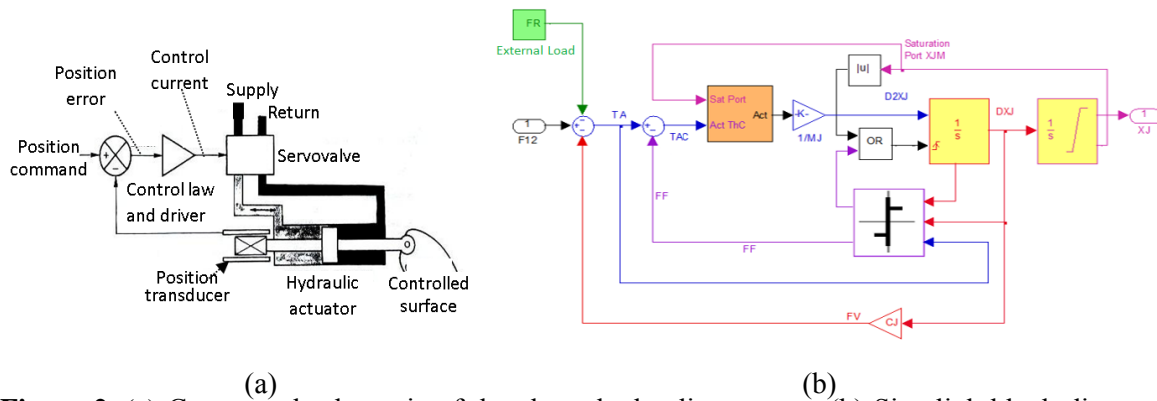 Position
error
Control
current
Supply
Return
Position
command
Servovalve
Control law
and driver
Position
transducer
Hydraulic
actuator
Controlled
surface
FR
External Load
Saturation
Port XJM
|u|
Sat Port
Act ThC
Act
-K-
1/MJ
D2XJ
DXJ
1
s
1
s
1
XJ
1
F12
TA
TAC
OR
FF
FF
FV
CJ
(a)
(b)